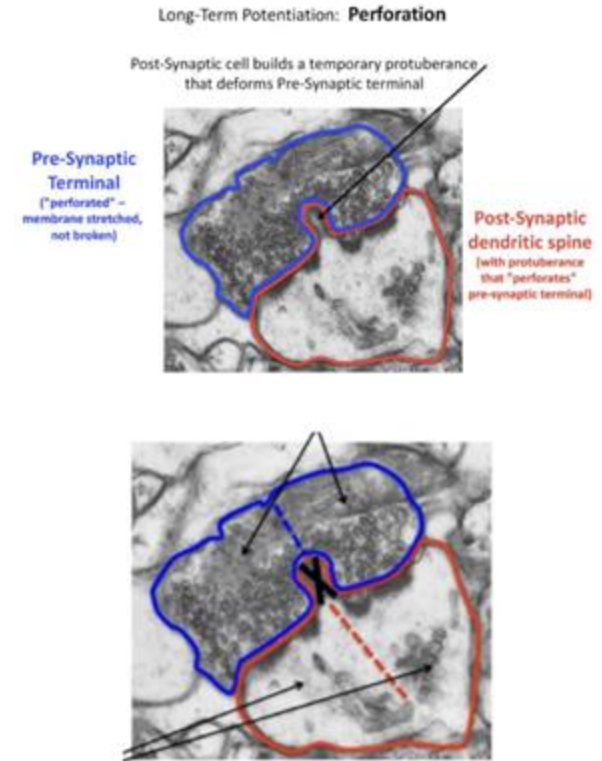 Long-Term Potentiation: Perforation
Post-Synaptic cell builds a temporary protuberance
that deforms Pre-Synaptic terminal
Pre-Synaptic
Terminal
("perforated" –
membrane stretched,
not broken)
Post-Synaptic
dendritic spine
(with protuberance
that "perforates"
pre-synaptic terminal)